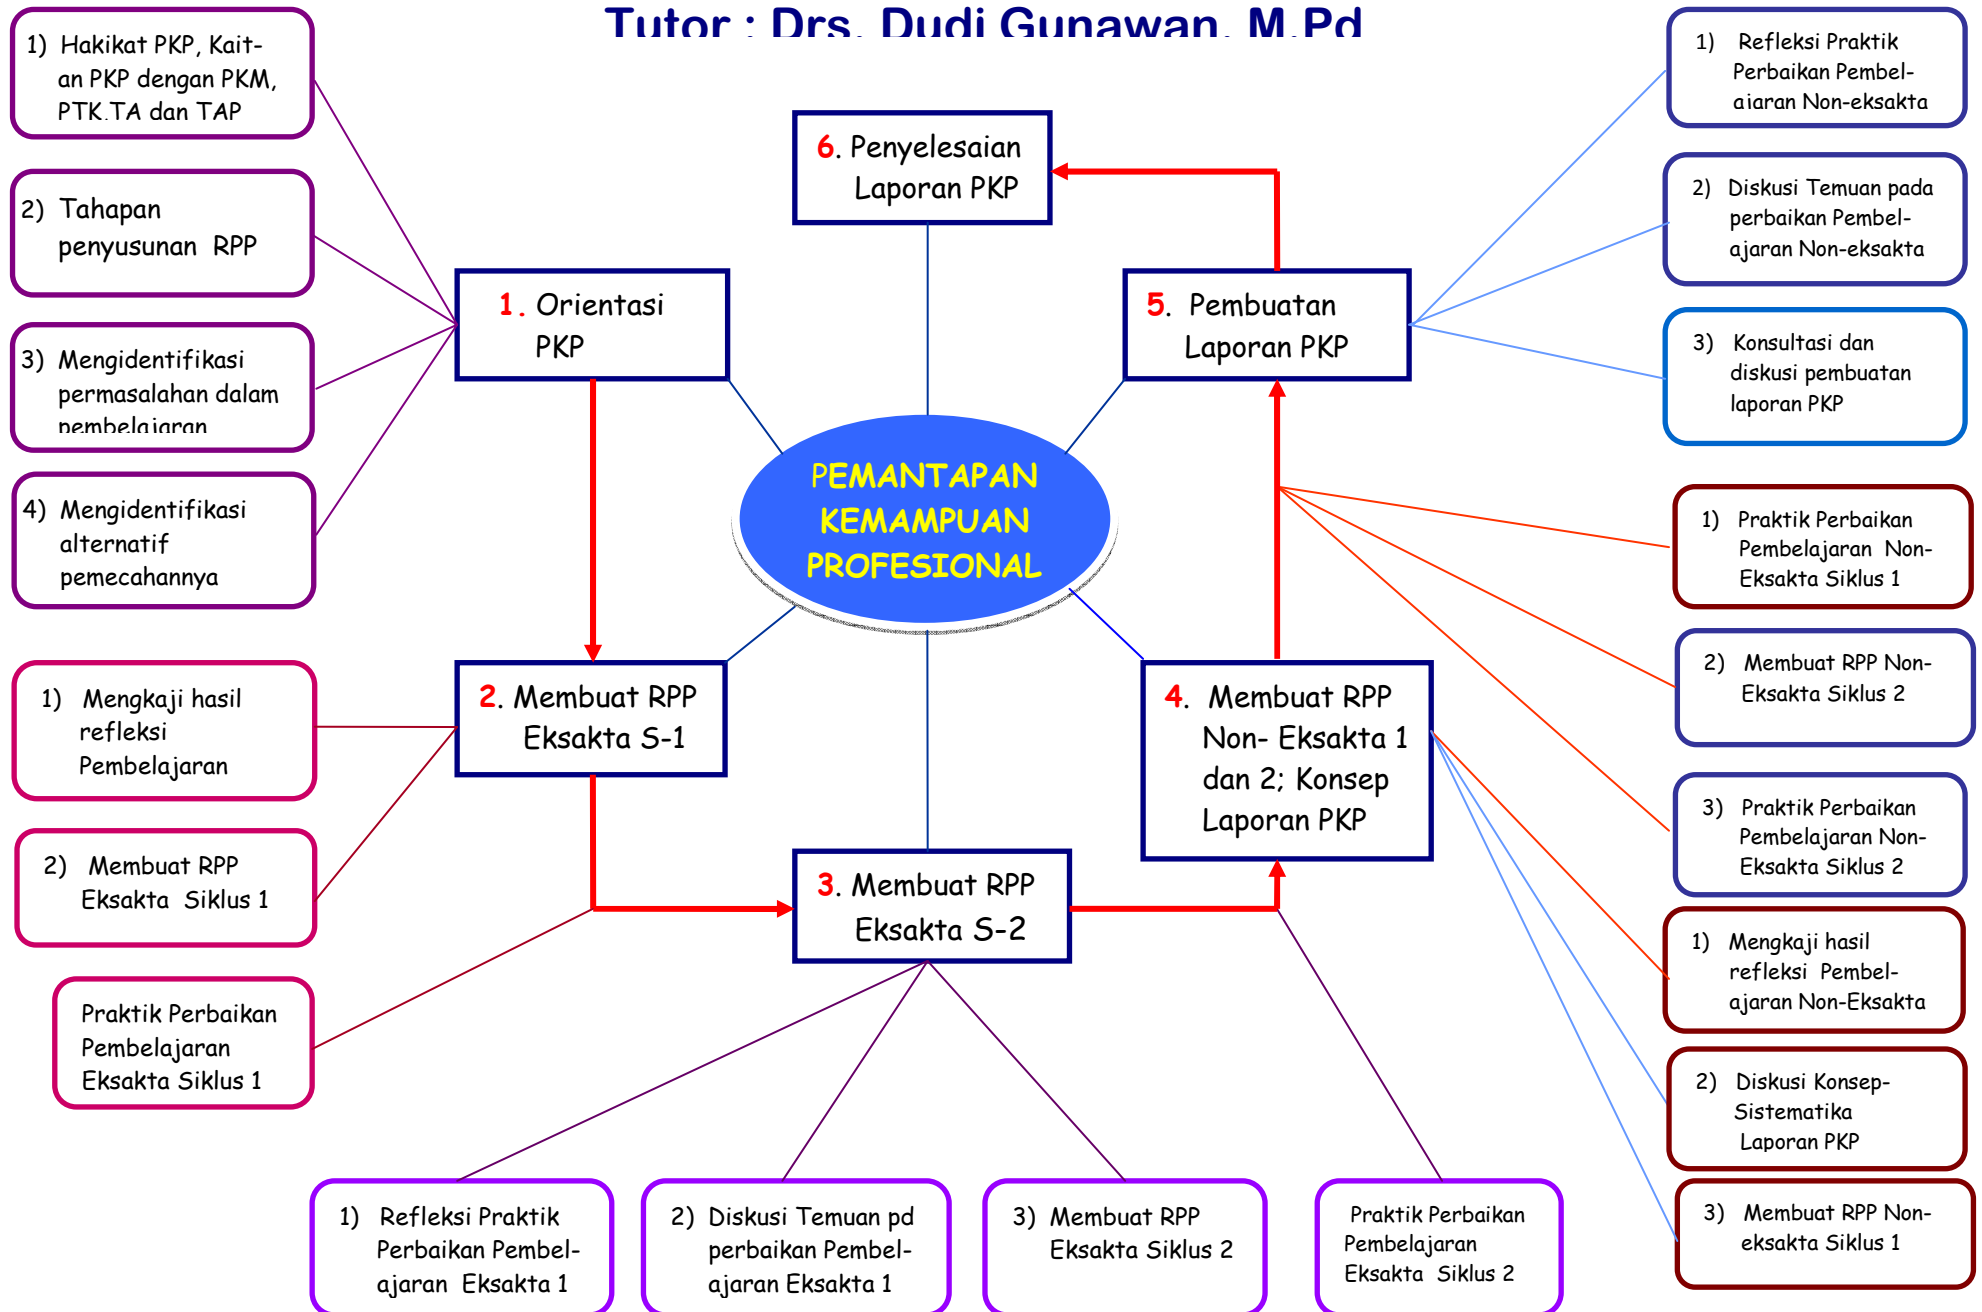 Tutor : Drs. Dudi Gunawan, M.Pd
1) Hakikat PKP, Kait-
an PKP dengan PKM,
PTK,TA dan TAP
2) Tahapan
penyusunan RPP
3) Mengidentifikasi
permasalahan dalam
pembelajaran
4) Mengidentifikasi
alternatif
pemecahannya
1. Orientasi
PKP
6. Penyelesaian
Laporan PKP
5. Pembuatan
Laporan PKP
1) Refleksi Praktik
Perbaikan Pembel-
ajaran Non-eksakta
2) Diskusi Temuan pada
perbaikan Pembel-
ajaran Non-eksakta
3) Konsultasi dan
diskusi pembuatan
laporan PKP
PEMANTAPAN
KEMAMPUAN
PROFESIONAL
1) Praktik Perbaikan
Pembelajaran Non-
Eksakta Siklus 1
2) Membuat RPP Non-
Eksakta Siklus 2
3) Praktik Perbaikan
Pembelajaran Non-
Eksakta Siklus 2
1) Mengkaji hasil
refleksi
Pembelajaran
2) Membuat RPP
Eksakta Siklus 1
Praktik Perbaikan
Pembelajaran
Eksakta Siklus 1
2. Membuat RPP
Eksakta S-1
3. Membuat RPP
Eksakta S-2
4. Membuat RPP
Non- Eksakta 1
dan 2; Konsep
Laporan PKP
1) Mengkaji hasil
refleksi Pembel-
ajaran Non-Eksakta
2) Diskusi Konsep-
Sistematika
Laporan PKP
3) Membuat RPP Non-
eksakta Siklus 1
1) Refleksi Praktik
Perbaikan Pembel-
ajaran Eksakta 1
2) Diskusi Temuan pd
perbaikan Pembel-
ajaran Eksakta 1
3) Membuat RPP
Eksakta Siklus 2
Praktik Perbaikan
Pembelajaran
Eksakta Siklus 2